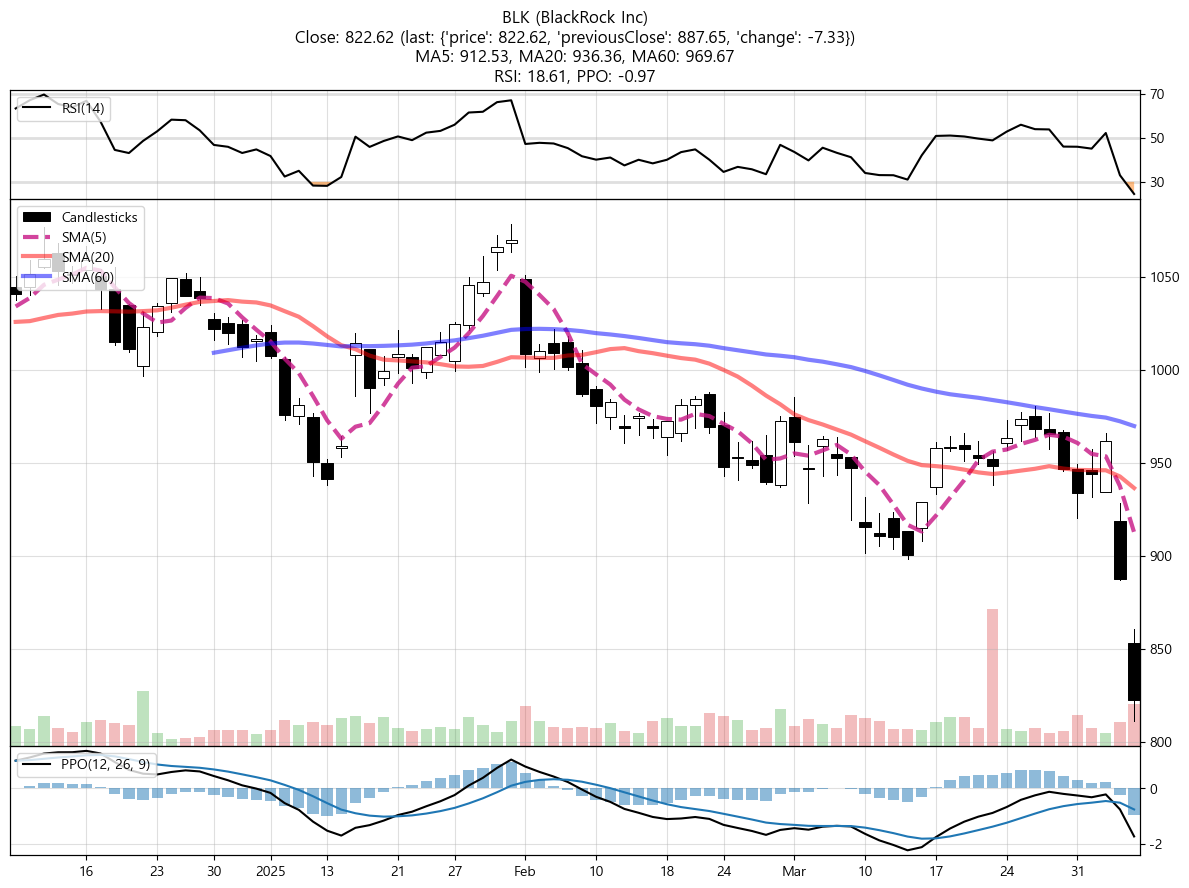 BLK (BlackRock Inc)
Close: 822.62 (last: {'price': 822.62, 'previousClose': 887.65, 'change': -7.33})
MA5: 912.53, MA20: 936.36, MA60: 969.67
RSI: 18.61, PPO: -0.97
RSI(14)
70
50
30
Candlesticks
SMA(5)
SMA(20)
SMA(60)
1050
1000
950
900
850
800
PPO(12, 26, 9)
0
-2
16 23 30 2025 13 21 27 Feb 10 18 24 Mar 10 17 24 31